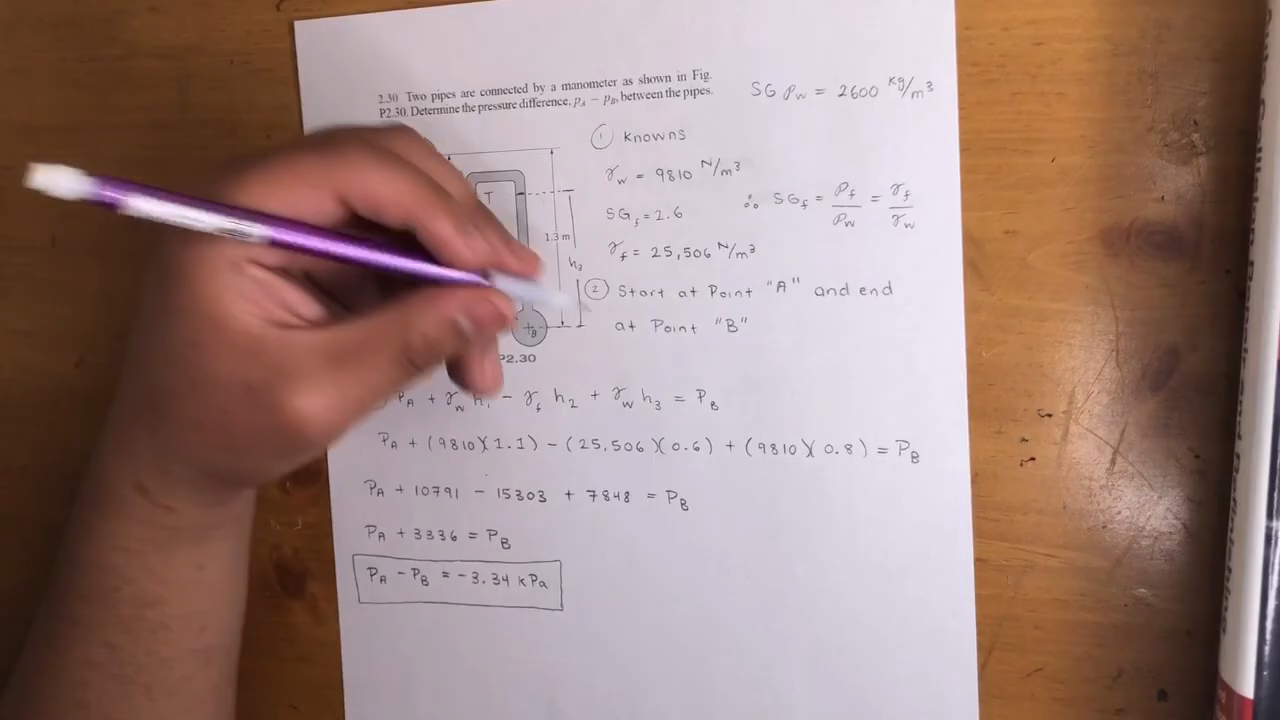 2.30 Two pipes are connected by a manometer as shown in Fig.
P2.30. Determine the pressure difference, pA − pB, between the pipes.
SG ρw = 2600 kg/m³
① Knowns
γw = 9810 N/m³
SGf = 2.6
∴ SGf = ρf/ρw = γf/γw
γf = 25,506 N/m³
② Start at Point "A" and end
at Point "B"
1.3 m
h3
B
P2.30
PA + γw h1 − γf h2 + γw h3 = PB
PA + (9810)(1.1) − (25,506)(0.6) + (9810)(0.8) = PB
PA + 10791 − 15303 + 7848 = PB
PA + 3336 = PB
PA − PB = −3.34 kPa